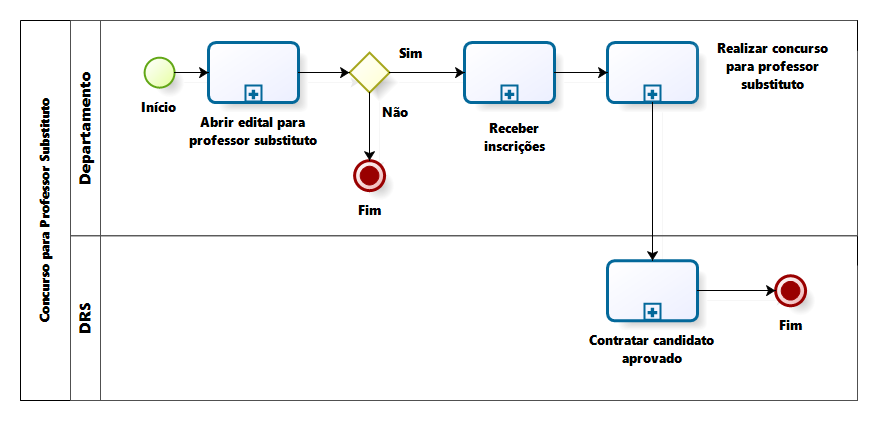 Concurso para Professor Substituto
Departamento
Início
Abrir edital para
professor substituto
Sim
Não
Fim
Receber
inscrições
Realizar concurso
para professor
substituto
DRS
Contratar candidato
aprovado
Fim